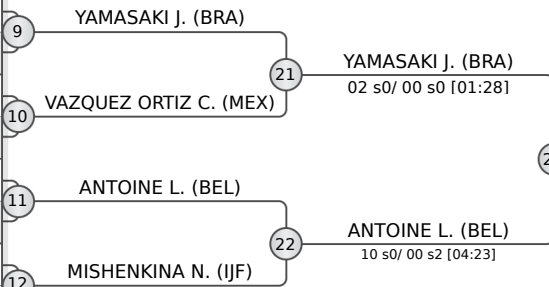 YAMASAKI J. (BRA)
9
21
YAMASAKI J. (BRA)
02 s0/ 00 s0 [01:28]
VAZQUEZ ORTIZ C. (MEX)
10
ANTOINE L. (BEL)
11
22
ANTOINE L. (BEL)
10 s0/ 00 s2 [04:23]
MISHENKINA N. (IJF)
12